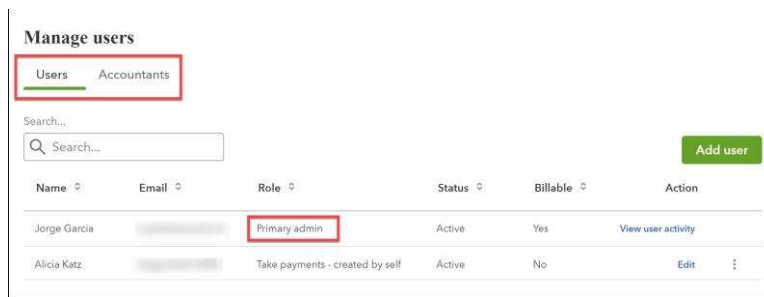 Manage users
Users Accountants
Search...
Search...
Add user
Name Email Role Status Billable Action
Jorge Garcia Primary admin Active Yes View user activity
Alicia Katz Take payments - created by self Active No Edit